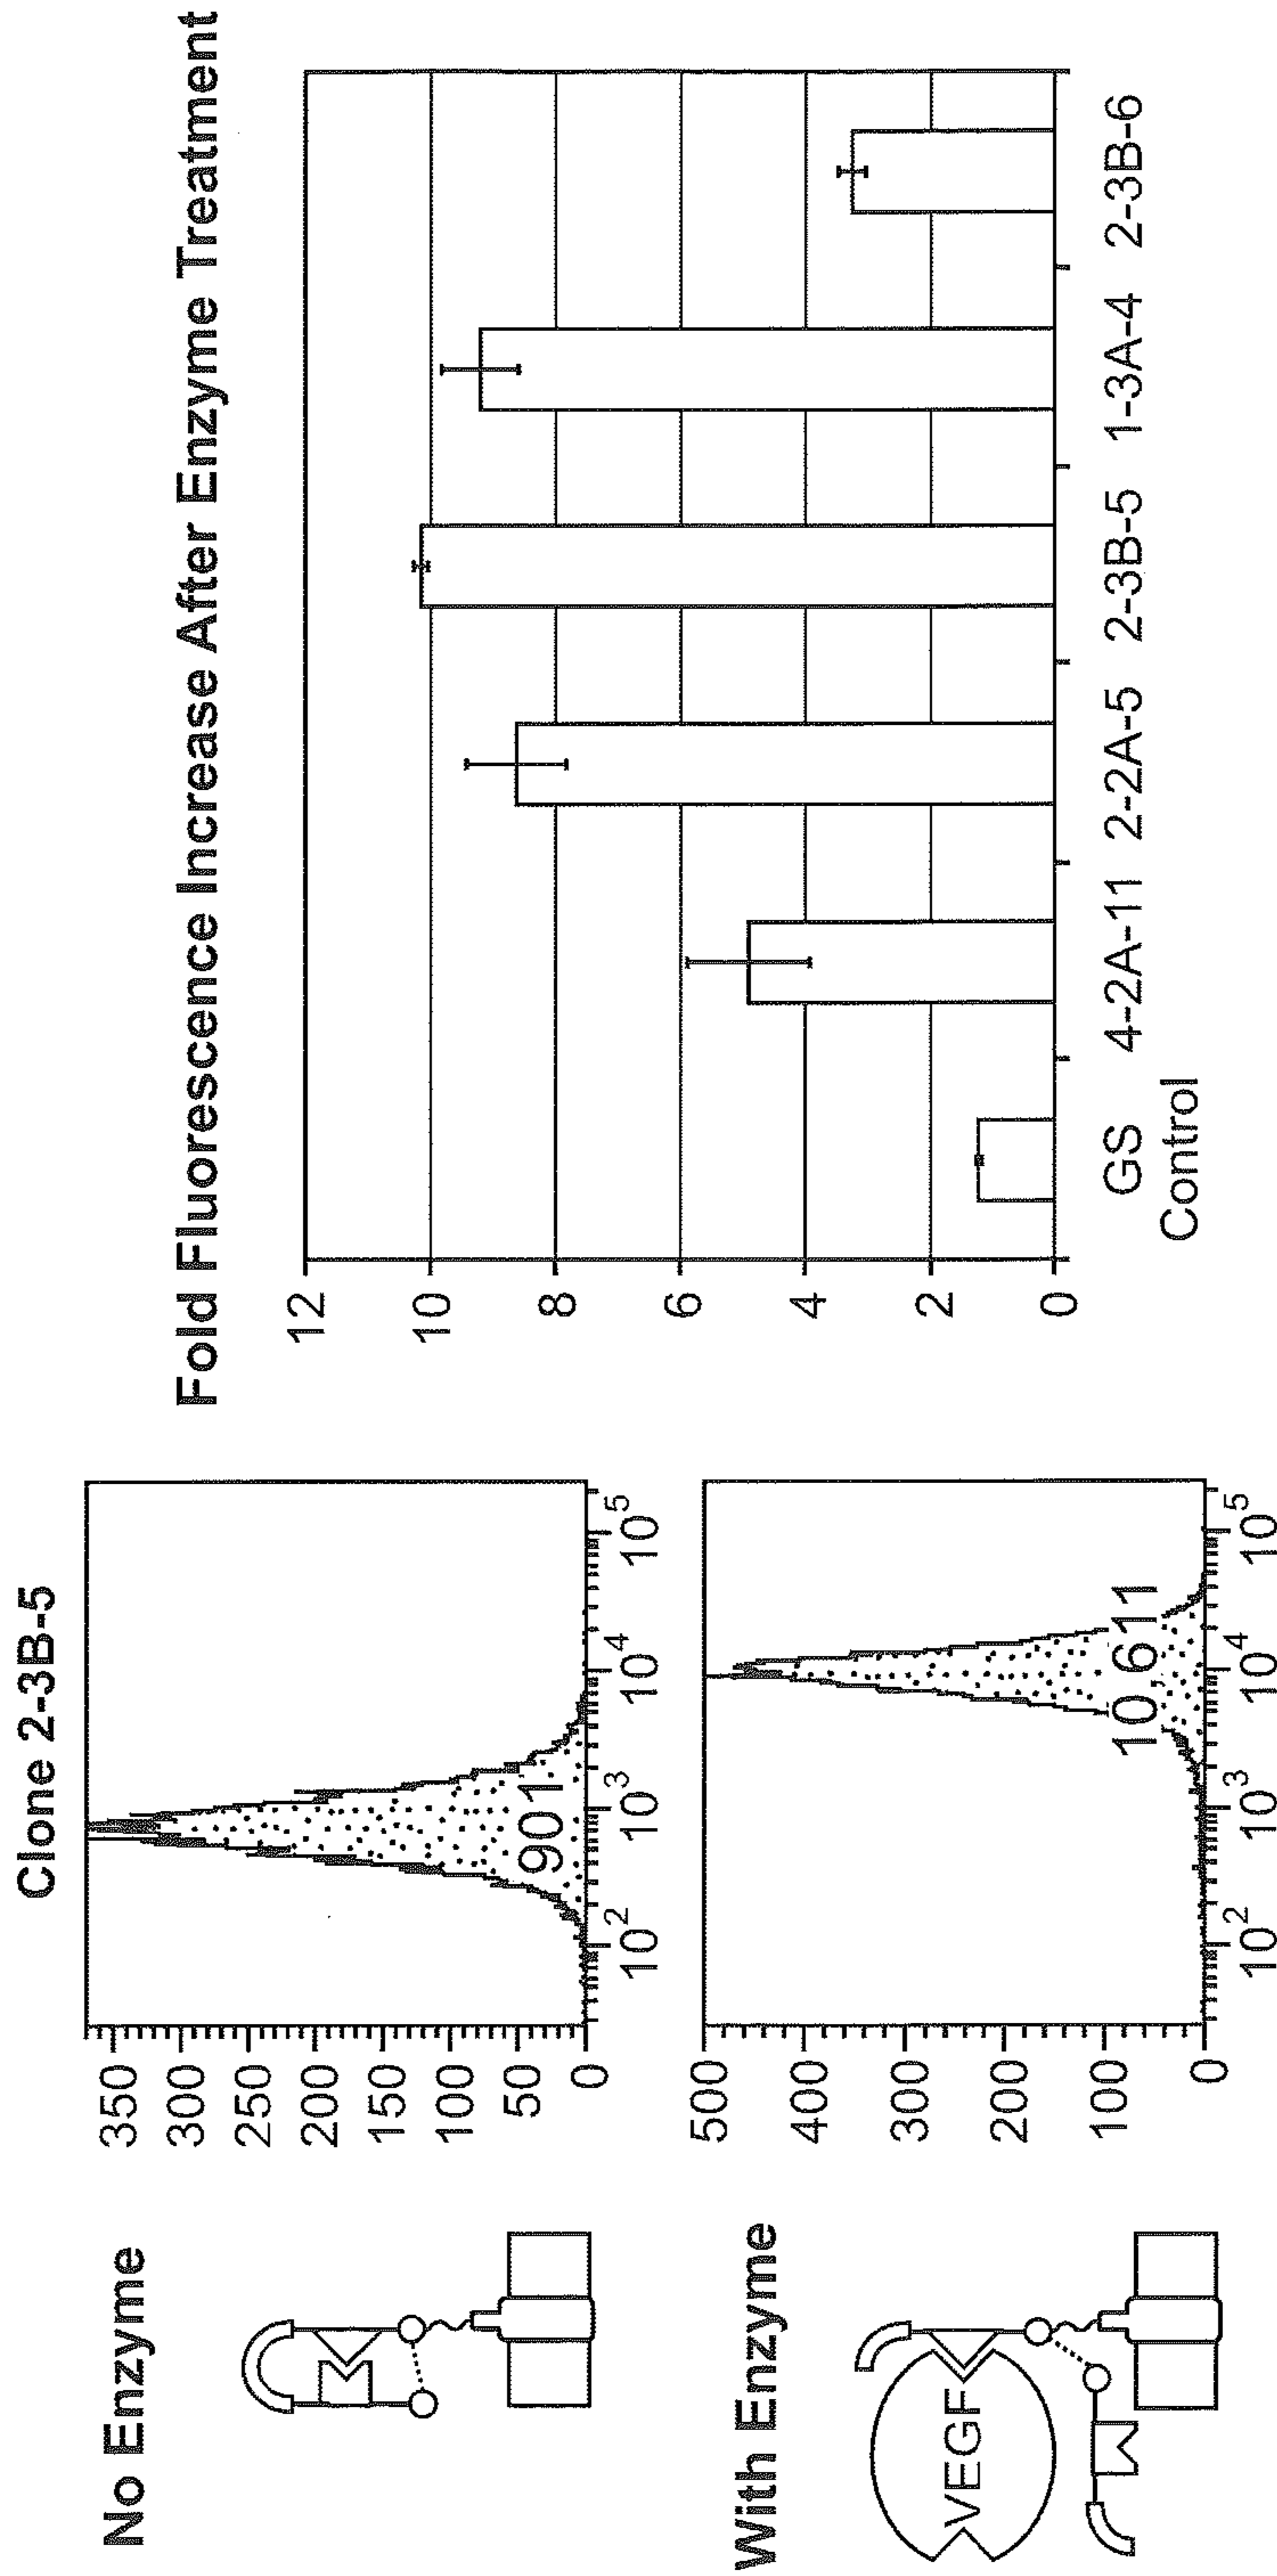 Clone 2-3B-5
No Enzyme
350
300
250
200
150
100
50
0
901
10^2 10^3 10^4 10^5
With Enzyme
VEGF
500
400
300
200
100
0
10,611
10^2 10^3 10^4 10^5
Fold Fluorescence Increase After Enzyme Treatment
12
10
8
6
4
2
0
GS Control 4-2A-11 2-2A-5 2-3B-5 1-3A-4 2-3B-6